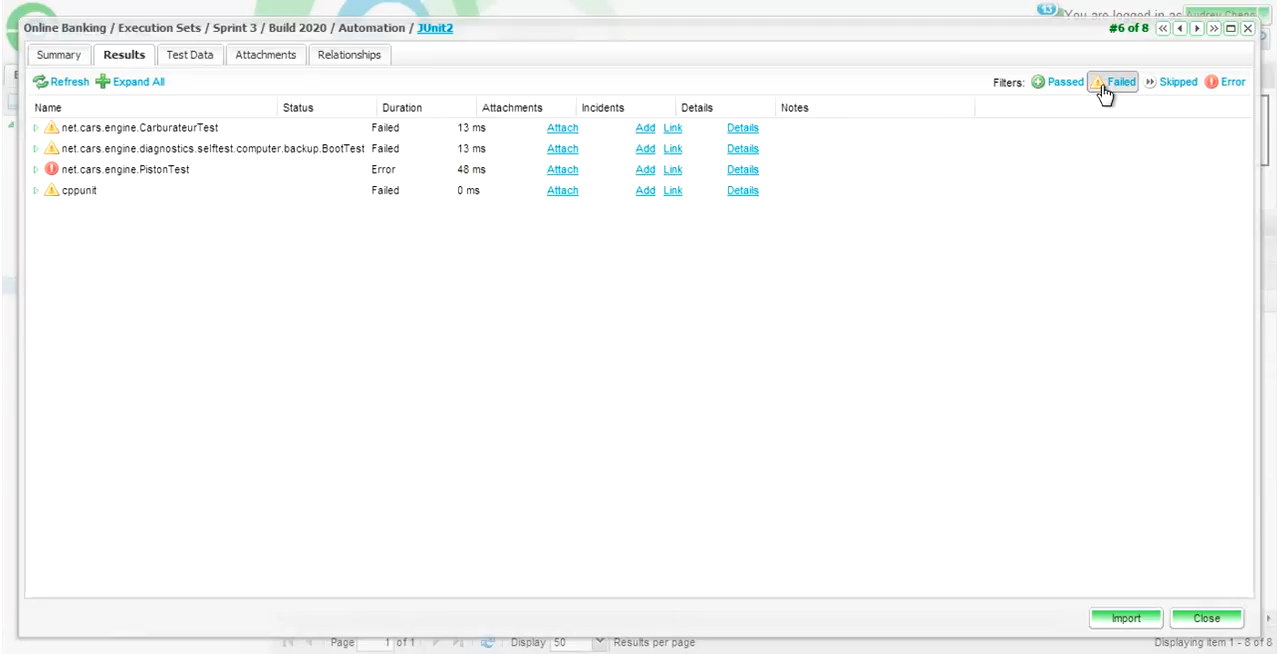 13 You are logged in as Audrey Chang
Online Banking / Execution Sets / Sprint 3 / Build 2020 / Automation / JUnit2
#6 of 8
Summary Results Test Data Attachments Relationships
Refresh Expand All Filters: Passed Failed Skipped Error
Name Status Duration Attachments Incidents Details Notes
net.cars.engine.CarburateurTest Failed 13 ms Attach Add Link Details
net.cars.engine.diagnostics.selftest.computer.backup.BootTest Failed 13 ms Attach Add Link Details
net.cars.engine.PistonTest Error 48 ms Attach Add Link Details
cppunit Failed 0 ms Attach Add Link Details
Import Close
Page 1 of 1 Display 50 Results per page Displaying item 1 - 8 of 8